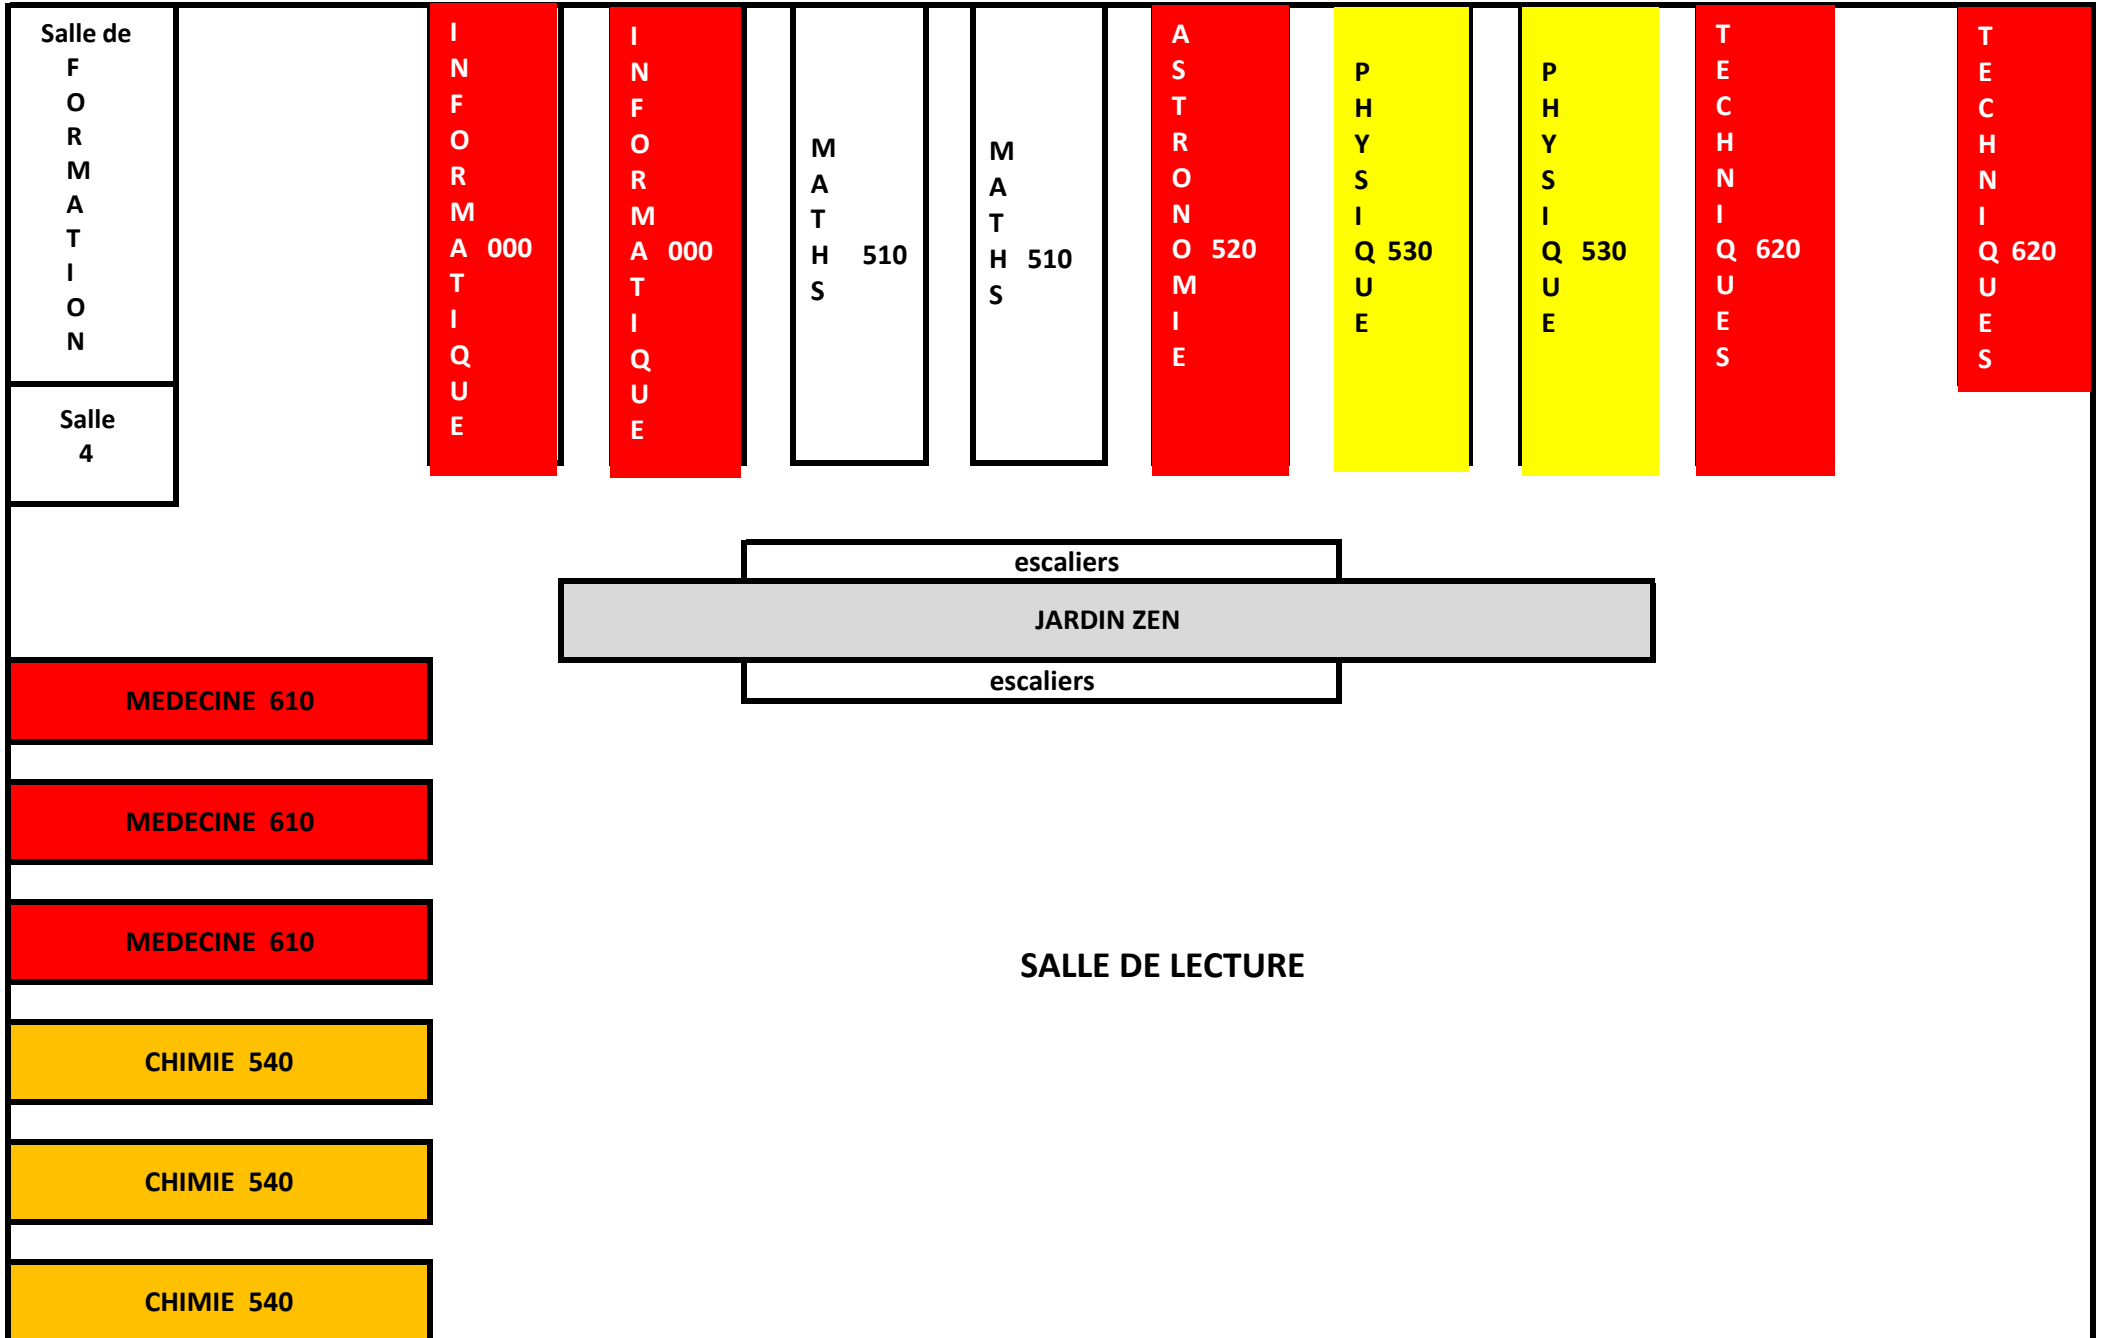 Salle de
FORMATION
Salle
4
INFORMATIQUE 000
INFORMATIQUE 000
MATHS 510
MATHS 510
ASTRONOMIE 520
PHYSIQUE 530
PHYSIQUE 530
TECHNIQUES 620
TECHNIQUES 620
escaliers
JARDIN ZEN
escaliers
MEDECINE 610
MEDECINE 610
MEDECINE 610
SALLE DE LECTURE
CHIMIE 540
CHIMIE 540
CHIMIE 540